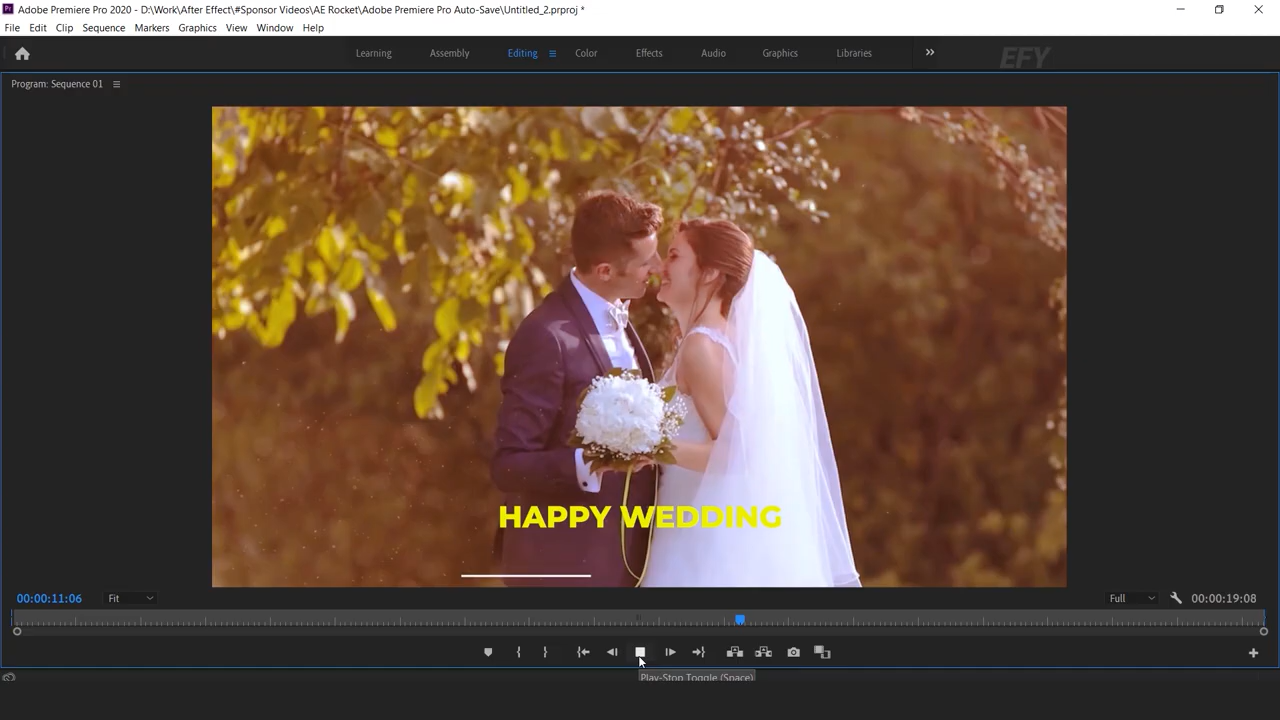 Adobe Premiere Pro 2020 - D:\Work\After Effect\#Sponsor Videos\AE Rocket\Adobe Premiere Pro Auto-Save\Untitled_2.prproj *
File Edit Clip Sequence Markers Graphics View Window Help
Learning Assembly Editing Color Effects Audio Graphics Libraries EFY
Program: Sequence 01
HAPPY WEDDING
00:00:11:06 Fit Full 00:00:19:08
Play-Stop Toggle (Space)